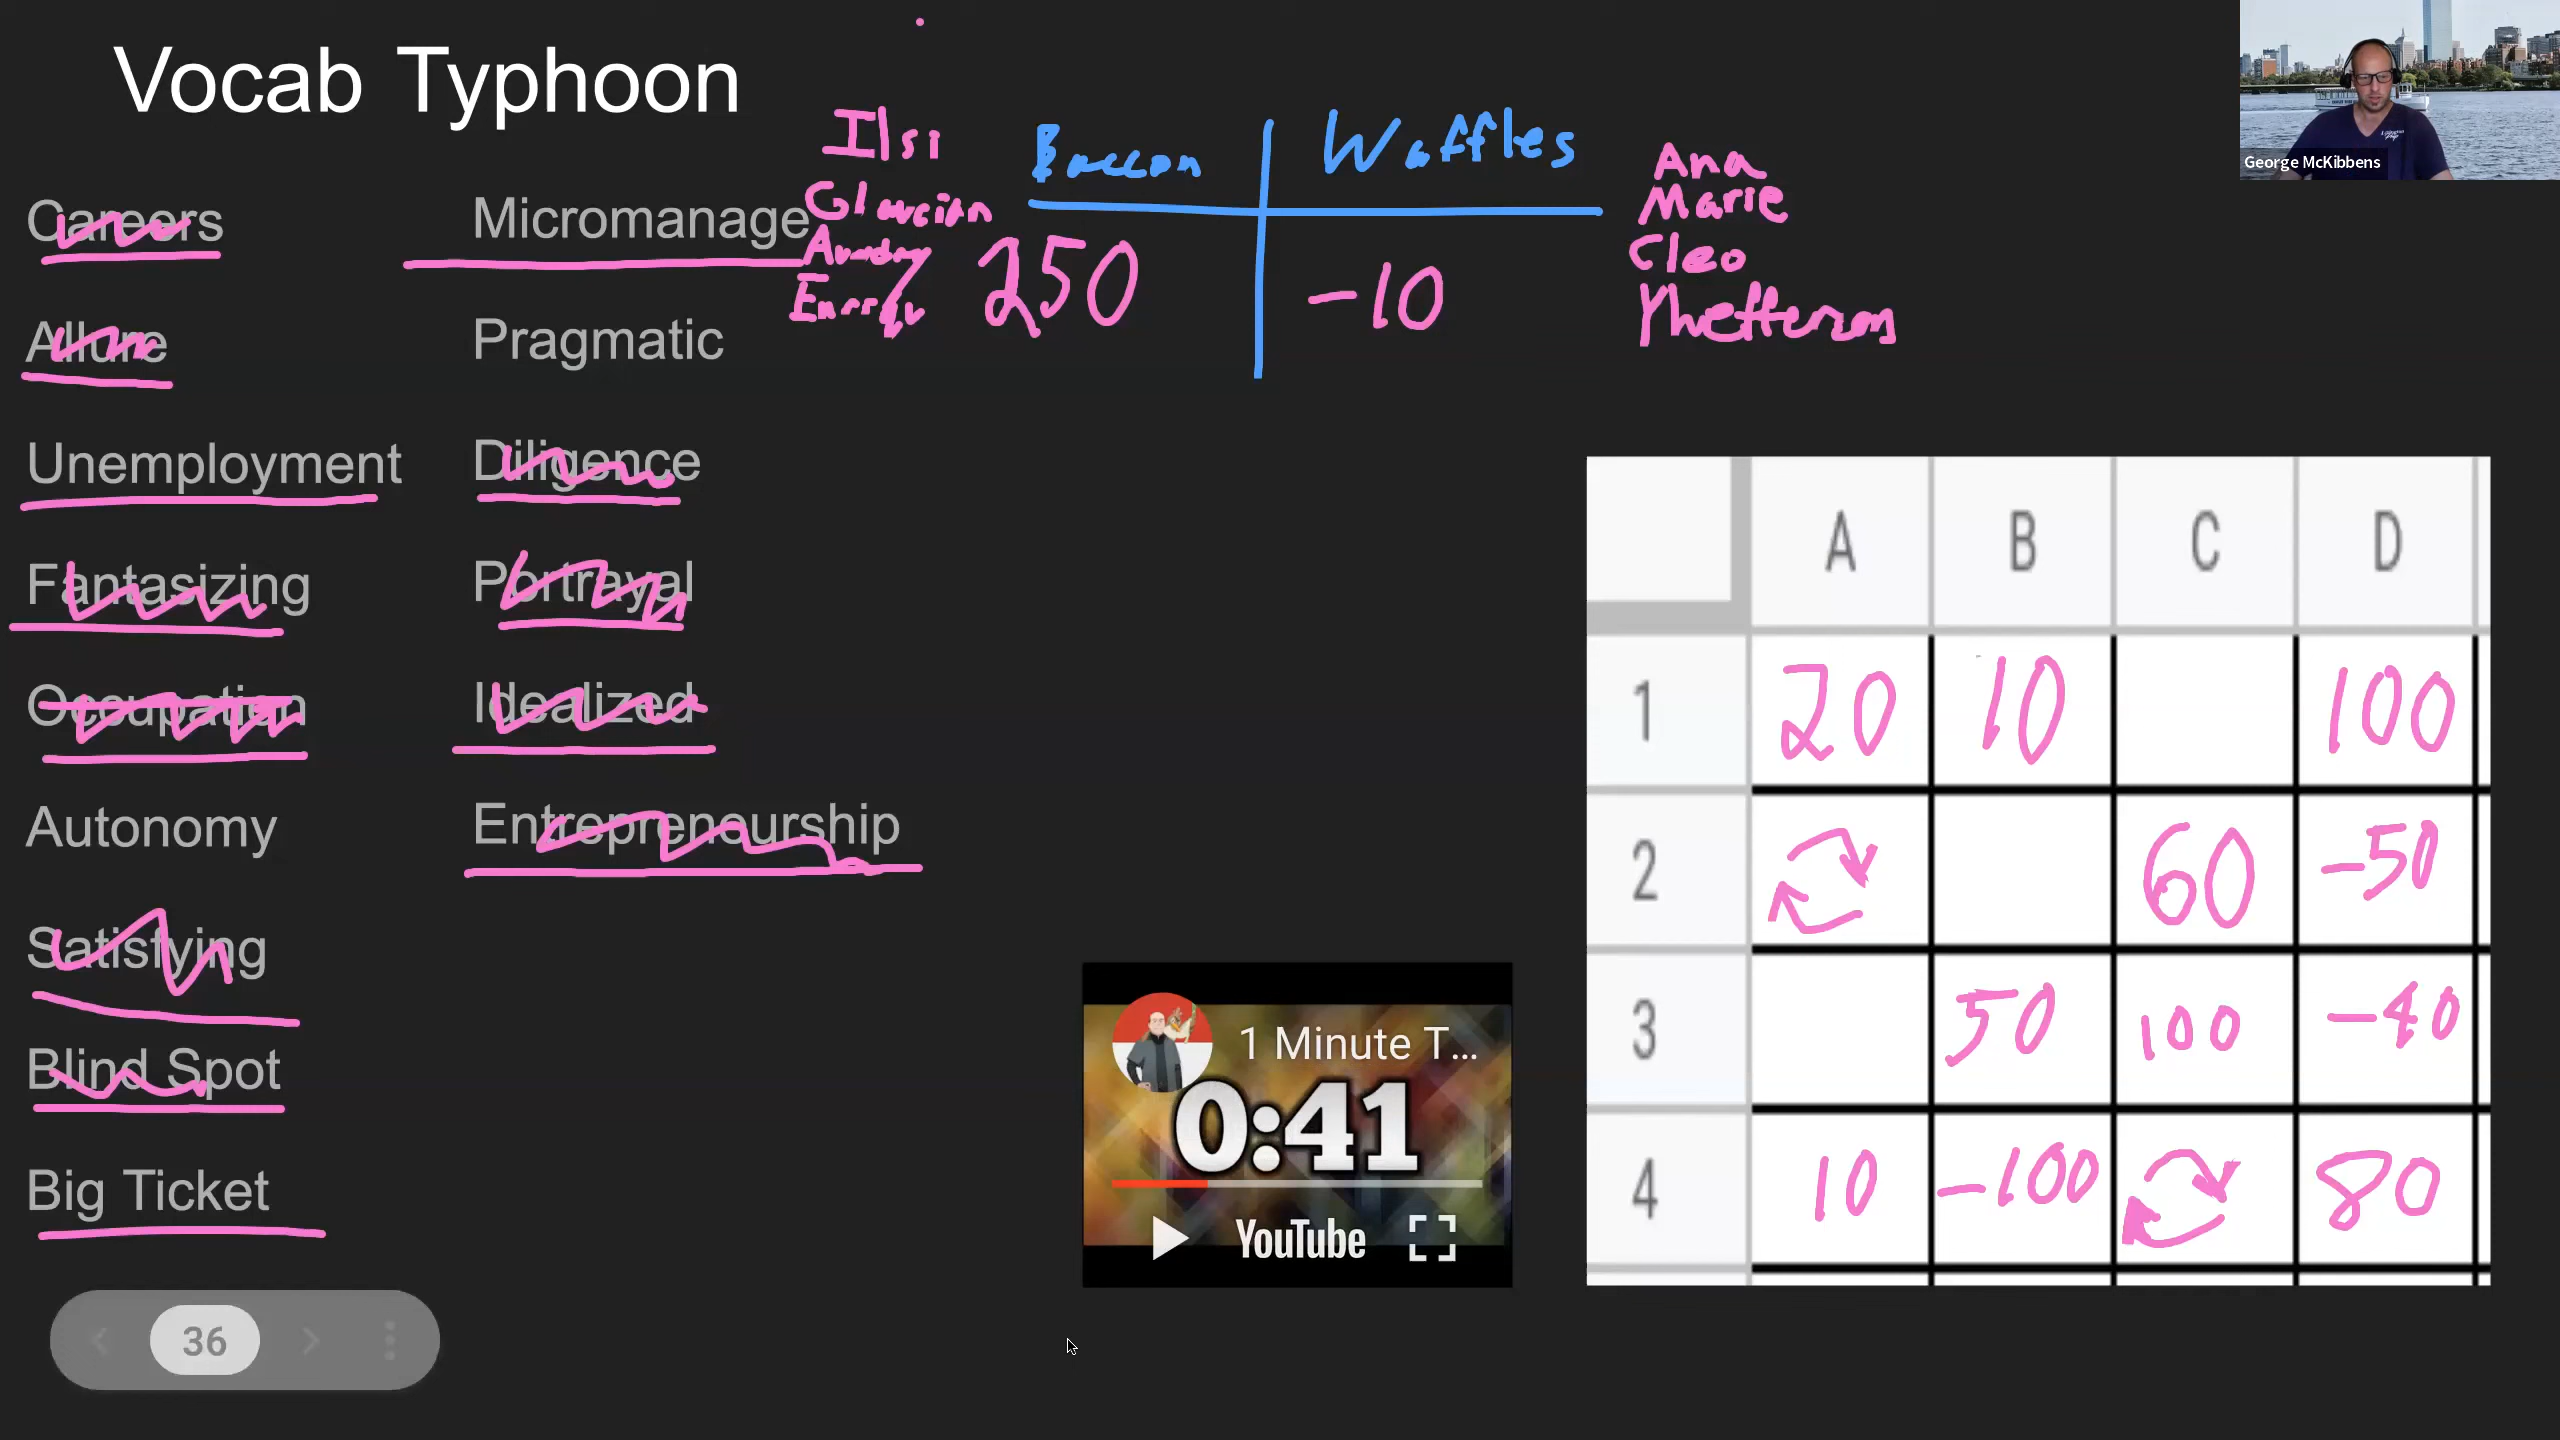 Vocab Typhoon
Careers
Allure
Unemployment
Fantasizing
Occupation
Autonomy
Satisfying
Blind Spot
Big Ticket
Micromanage
Pragmatic
Diligence
Portrayal
Idealized
Entrepreneurship
Ilsi
Bacon
Waffles
250
-10
Ana
Marie
Cleo
George McKibbens
A B C D
1 20 10 100
2 60 -50
3 50 100 -40
4 10 -100 80
1 Minute T...
0:41
YouTube
36